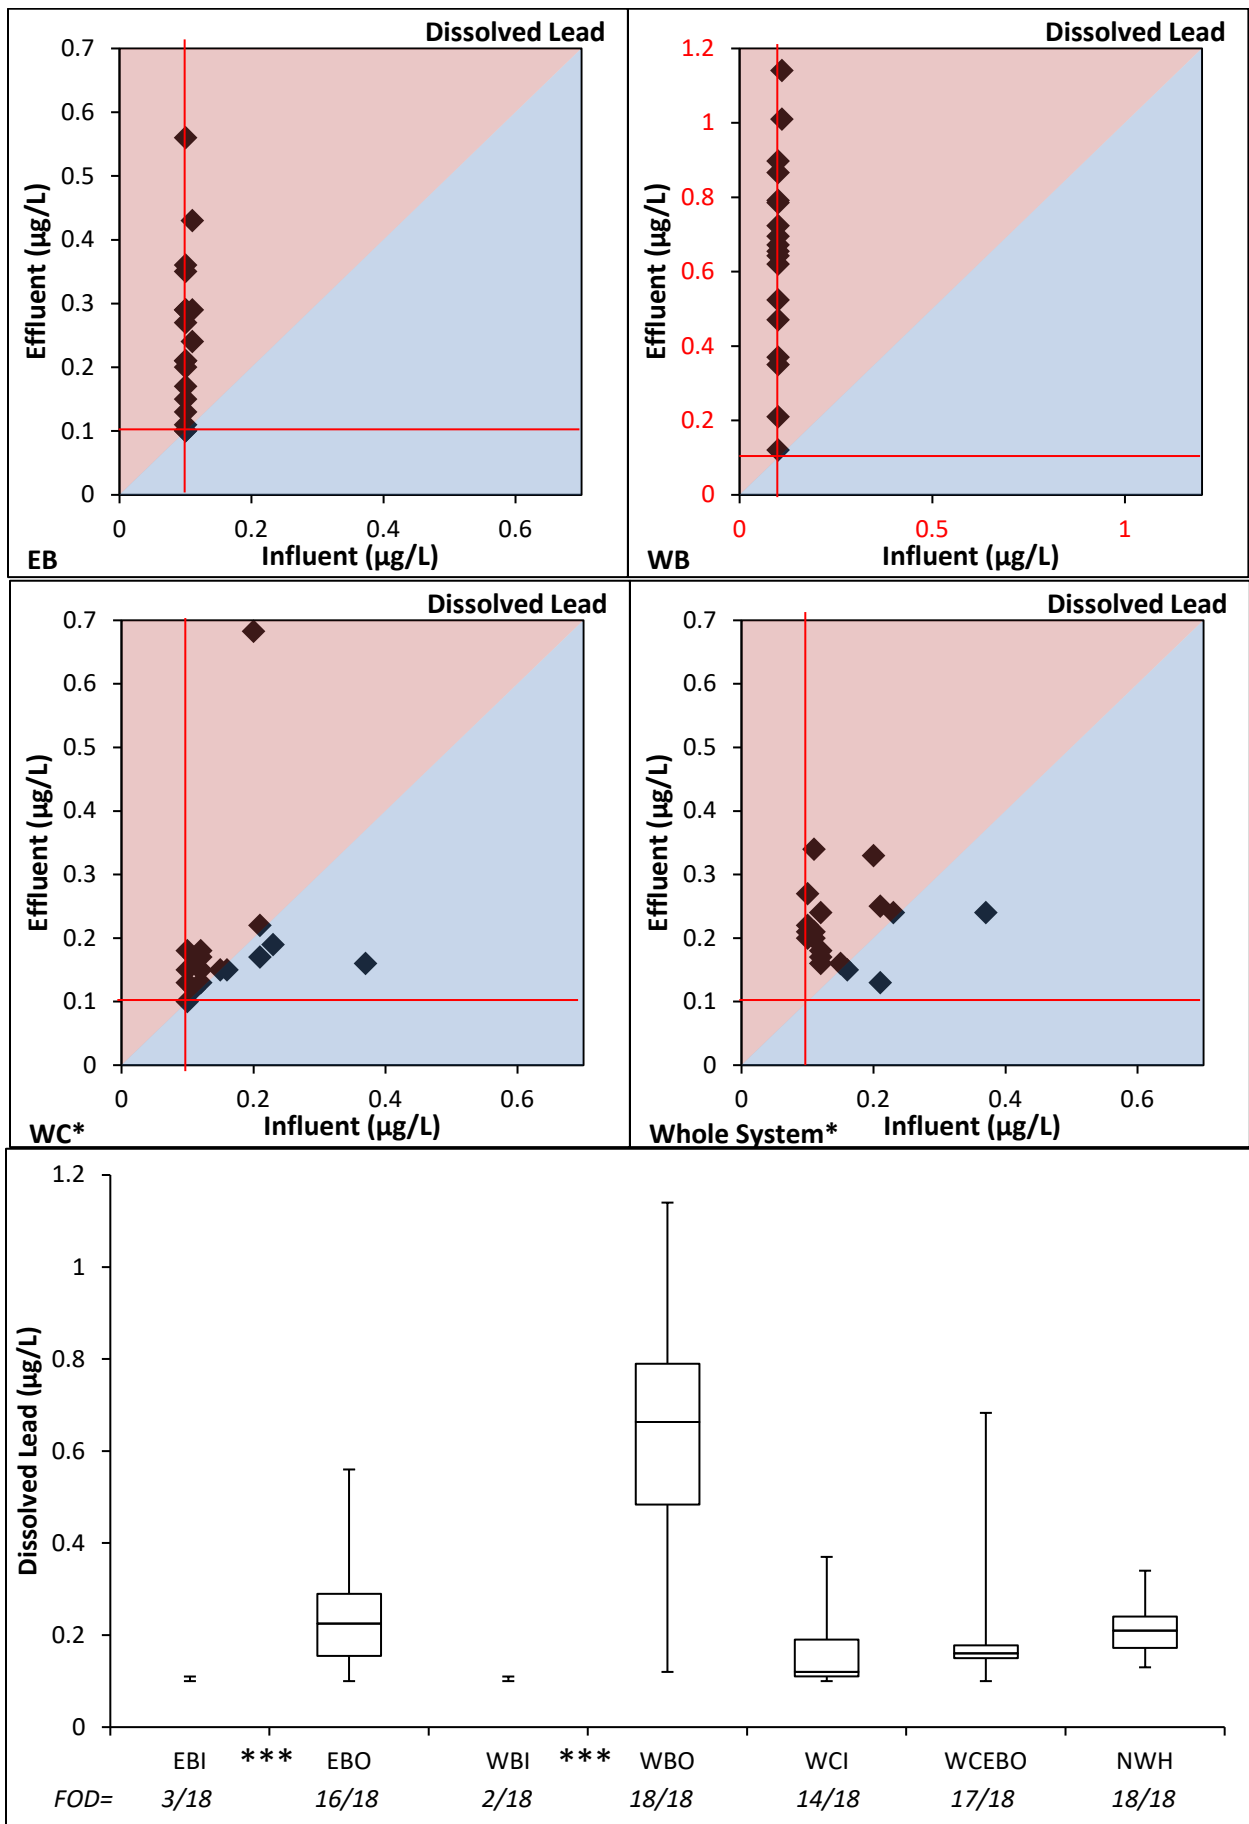 Dissolved Lead
0.7
0.6
0.5
0.4
0.3
0.2
0.1
0
Effluent (µg/L)
0 0.2 0.4 0.6
Influent (µg/L)
EB
Dissolved Lead
1.2
1
0.8
0.6
0.4
0.2
0
Effluent (µg/L)
0 0.5 1
Influent (µg/L)
WB
Dissolved Lead
0.7
0.6
0.5
0.4
0.3
0.2
0.1
0
Effluent (µg/L)
0 0.2 0.4 0.6
Influent (µg/L)
WC*
Dissolved Lead
0.7
0.6
0.5
0.4
0.3
0.2
0.1
0
Effluent (µg/L)
0 0.2 0.4 0.6
Influent (µg/L)
Whole System*
1.2
1
0.8
0.6
0.4
0.2
0
Dissolved Lead (µg/L)
EBI *** EBO WBI *** WBO WCI WCEBO NWH
FOD= 3/18 16/18 2/18 18/18 14/18 17/18 18/18